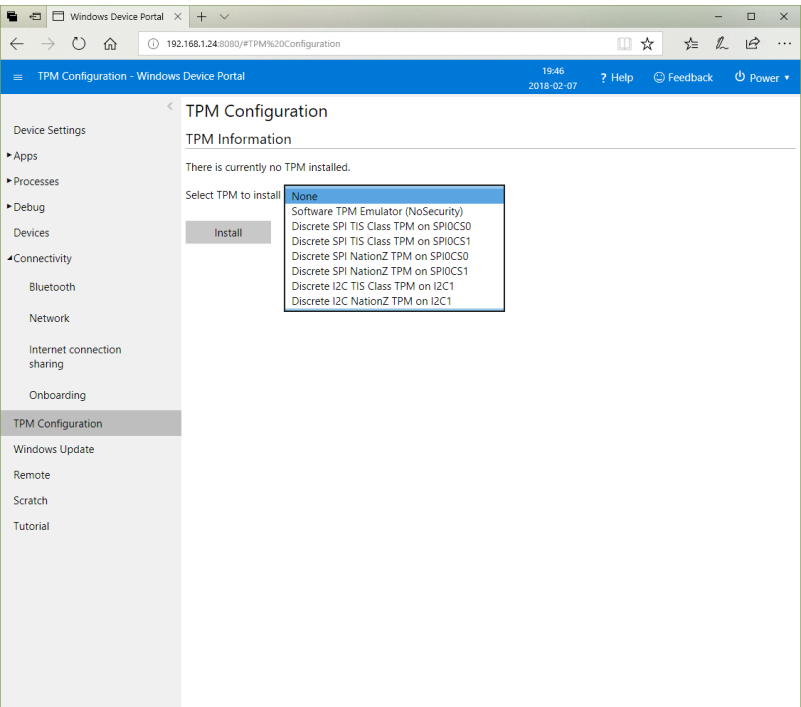 Windows Device Portal
192.168.1.24:8080/#TPM%20Configuration
TPM Configuration - Windows Device Portal
19:46
2018-02-07
? Help
Feedback
Power
TPM Configuration
TPM Information
There is currently no TPM installed.
Select TPM to install
None
Software TPM Emulator (NoSecurity)
Discrete SPI TIS Class TPM on SPI0CS0
Discrete SPI TIS Class TPM on SPI0CS1
Discrete SPI NationZ TPM on SPI0CS0
Discrete SPI NationZ TPM on SPI0CS1
Discrete I2C TIS Class TPM on I2C1
Discrete I2C NationZ TPM on I2C1
Install
Device Settings
Apps
Processes
Debug
Devices
Connectivity
Bluetooth
Network
Internet connection
sharing
Onboarding
TPM Configuration
Windows Update
Remote
Scratch
Tutorial